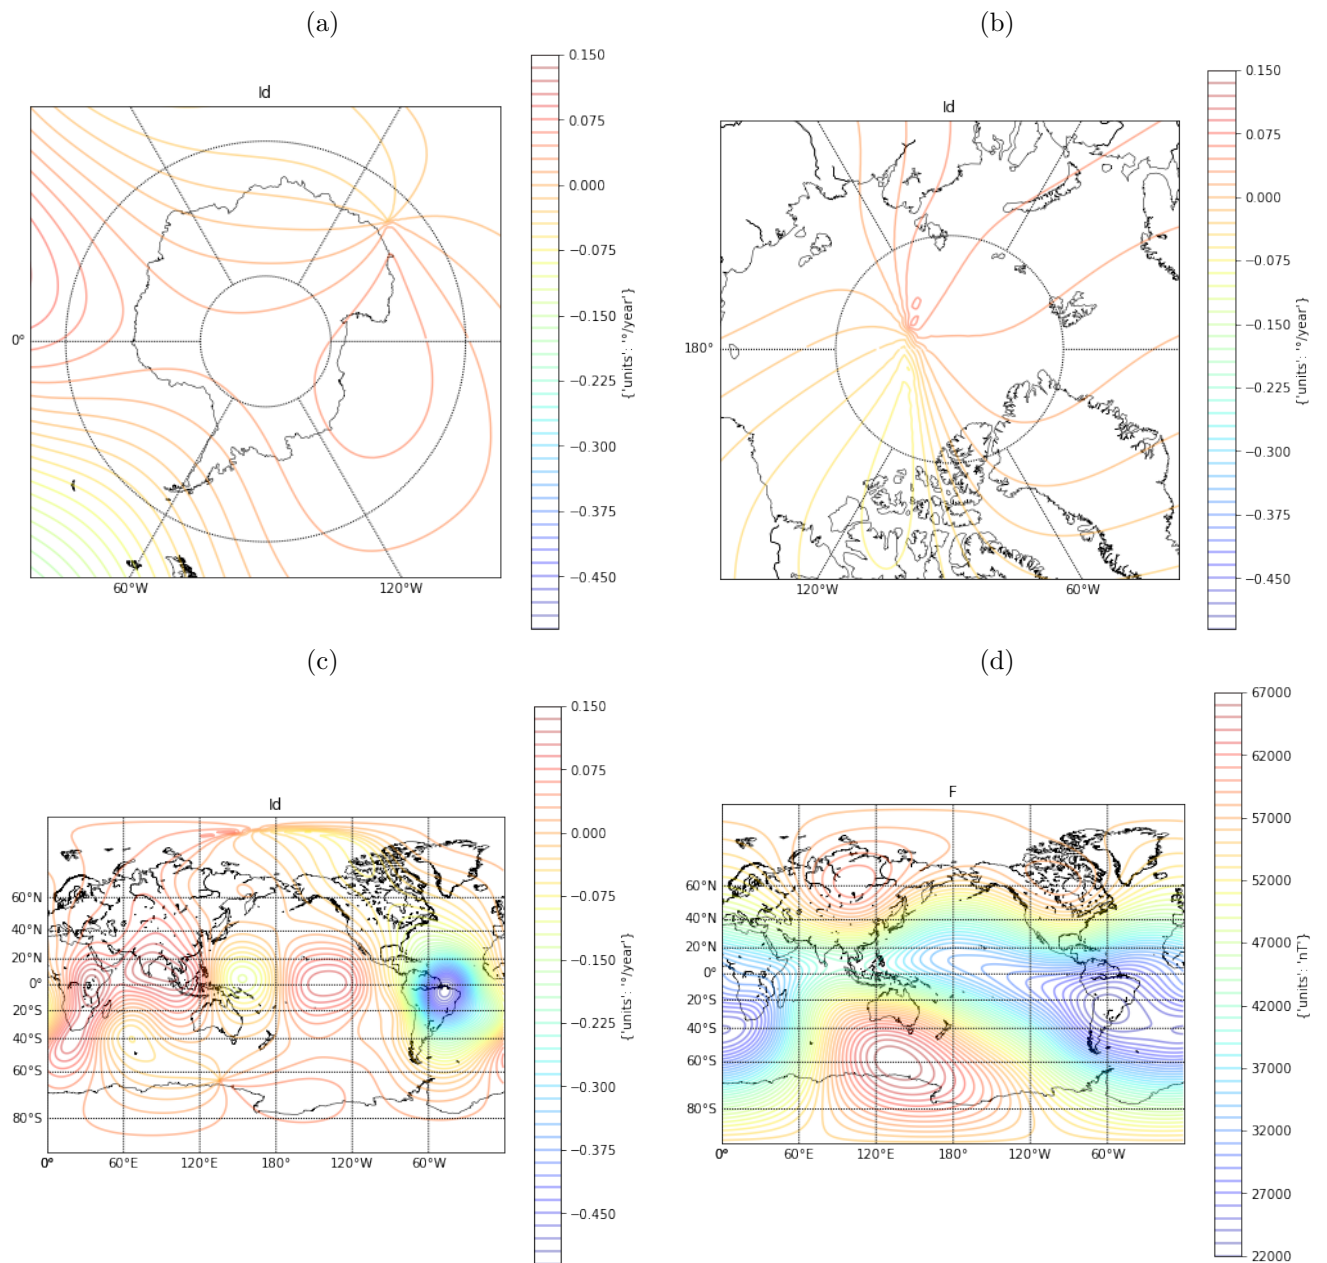 (a)
Id
0.150
0.075
0.000
−0.075
−0.150
−0.225
−0.300
−0.375
−0.450
{'units': '°/year'}
0°
60°W
120°W
(b)
Id
0.150
0.075
0.000
−0.075
−0.150
−0.225
−0.300
−0.375
−0.450
{'units': '°/year'}
180°
120°W
60°W
(c)
Id
0.150
0.075
0.000
−0.075
−0.150
−0.225
−0.300
−0.375
−0.450
{'units': '°/year'}
60°N
40°N
20°N
0°
20°S
40°S
60°S
80°S
0°
60°E
120°E
180°
120°W
60°W
(d)
F
67000
62000
57000
52000
47000
42000
37000
32000
27000
22000
{'units': 'nT'}
60°N
40°N
20°N
0°
20°S
40°S
60°S
80°S
0°
60°E
120°E
180°
120°W
60°W